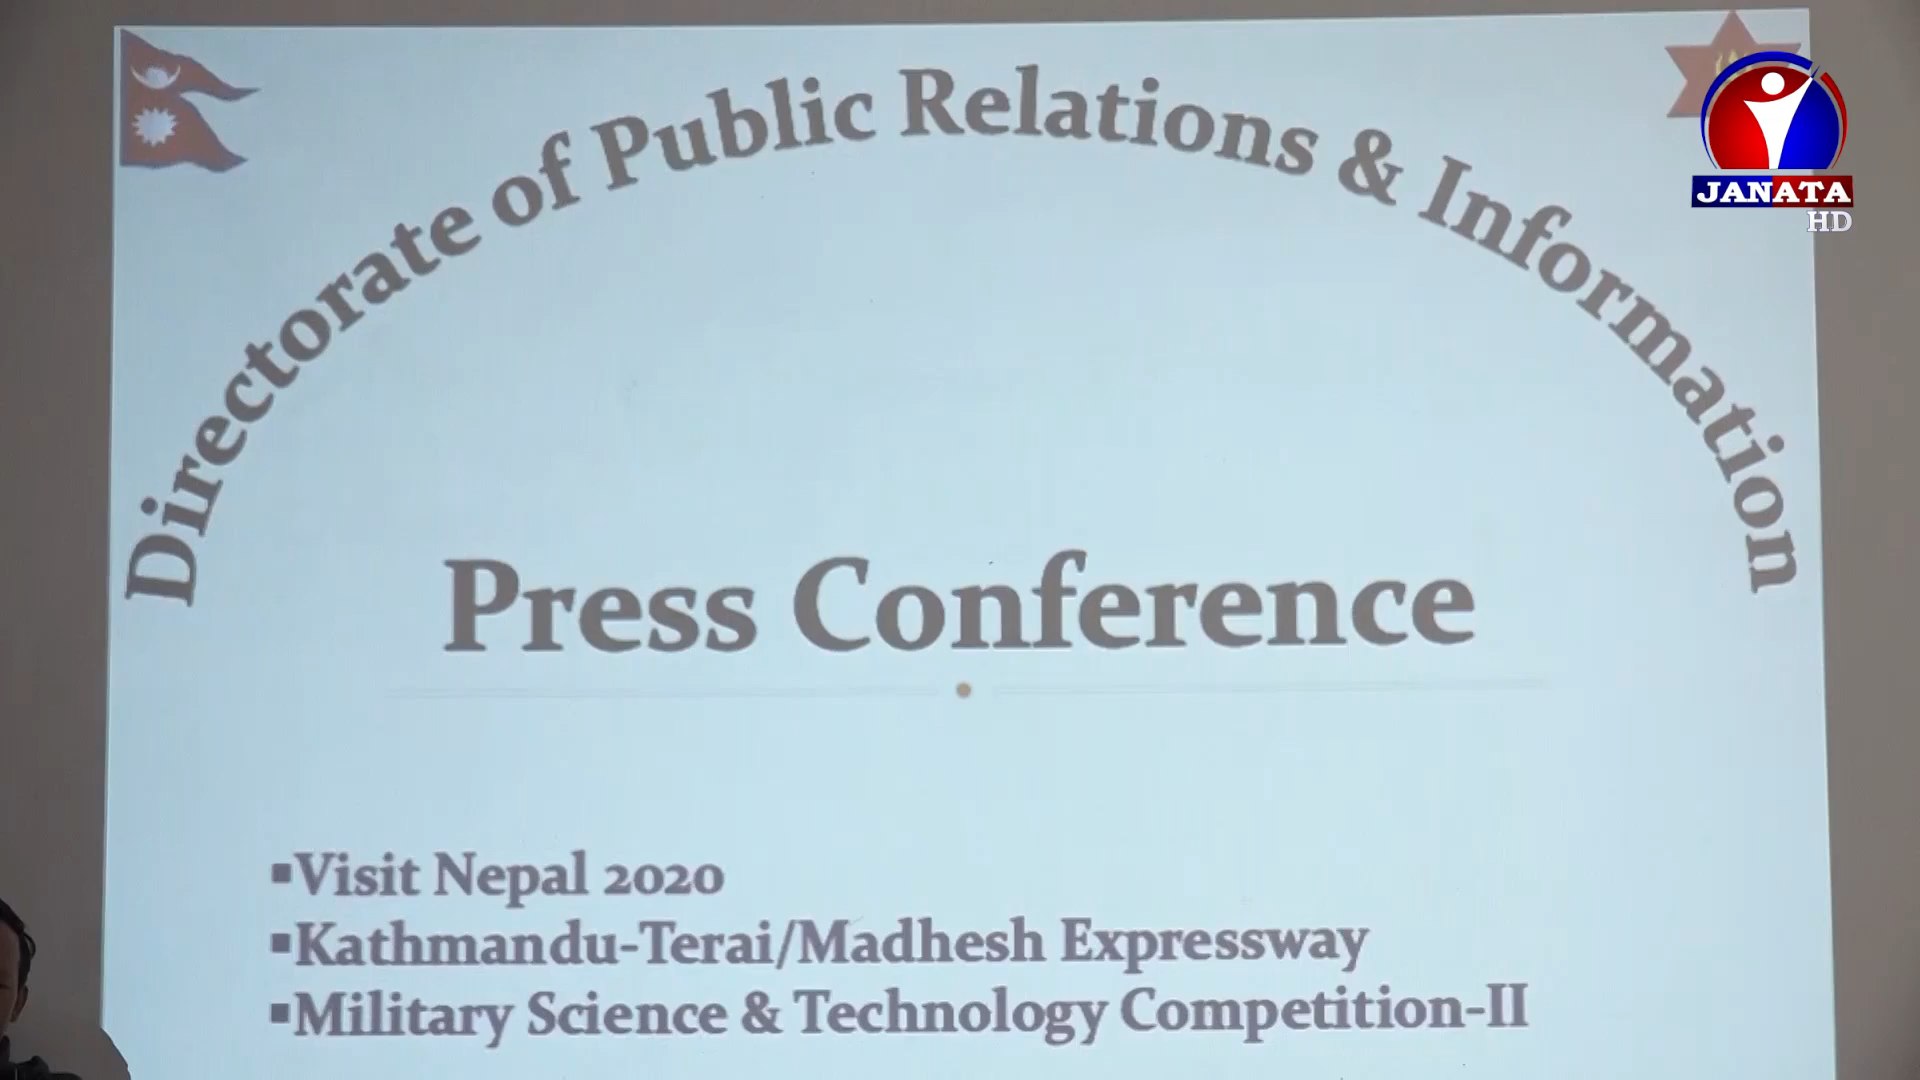 Directorate of Public Relations & Information
JANATA
HD
Press Conference
▪Visit Nepal 2020
▪Kathmandu-Terai/Madhesh Expressway
▪Military Science & Technology Competition-II